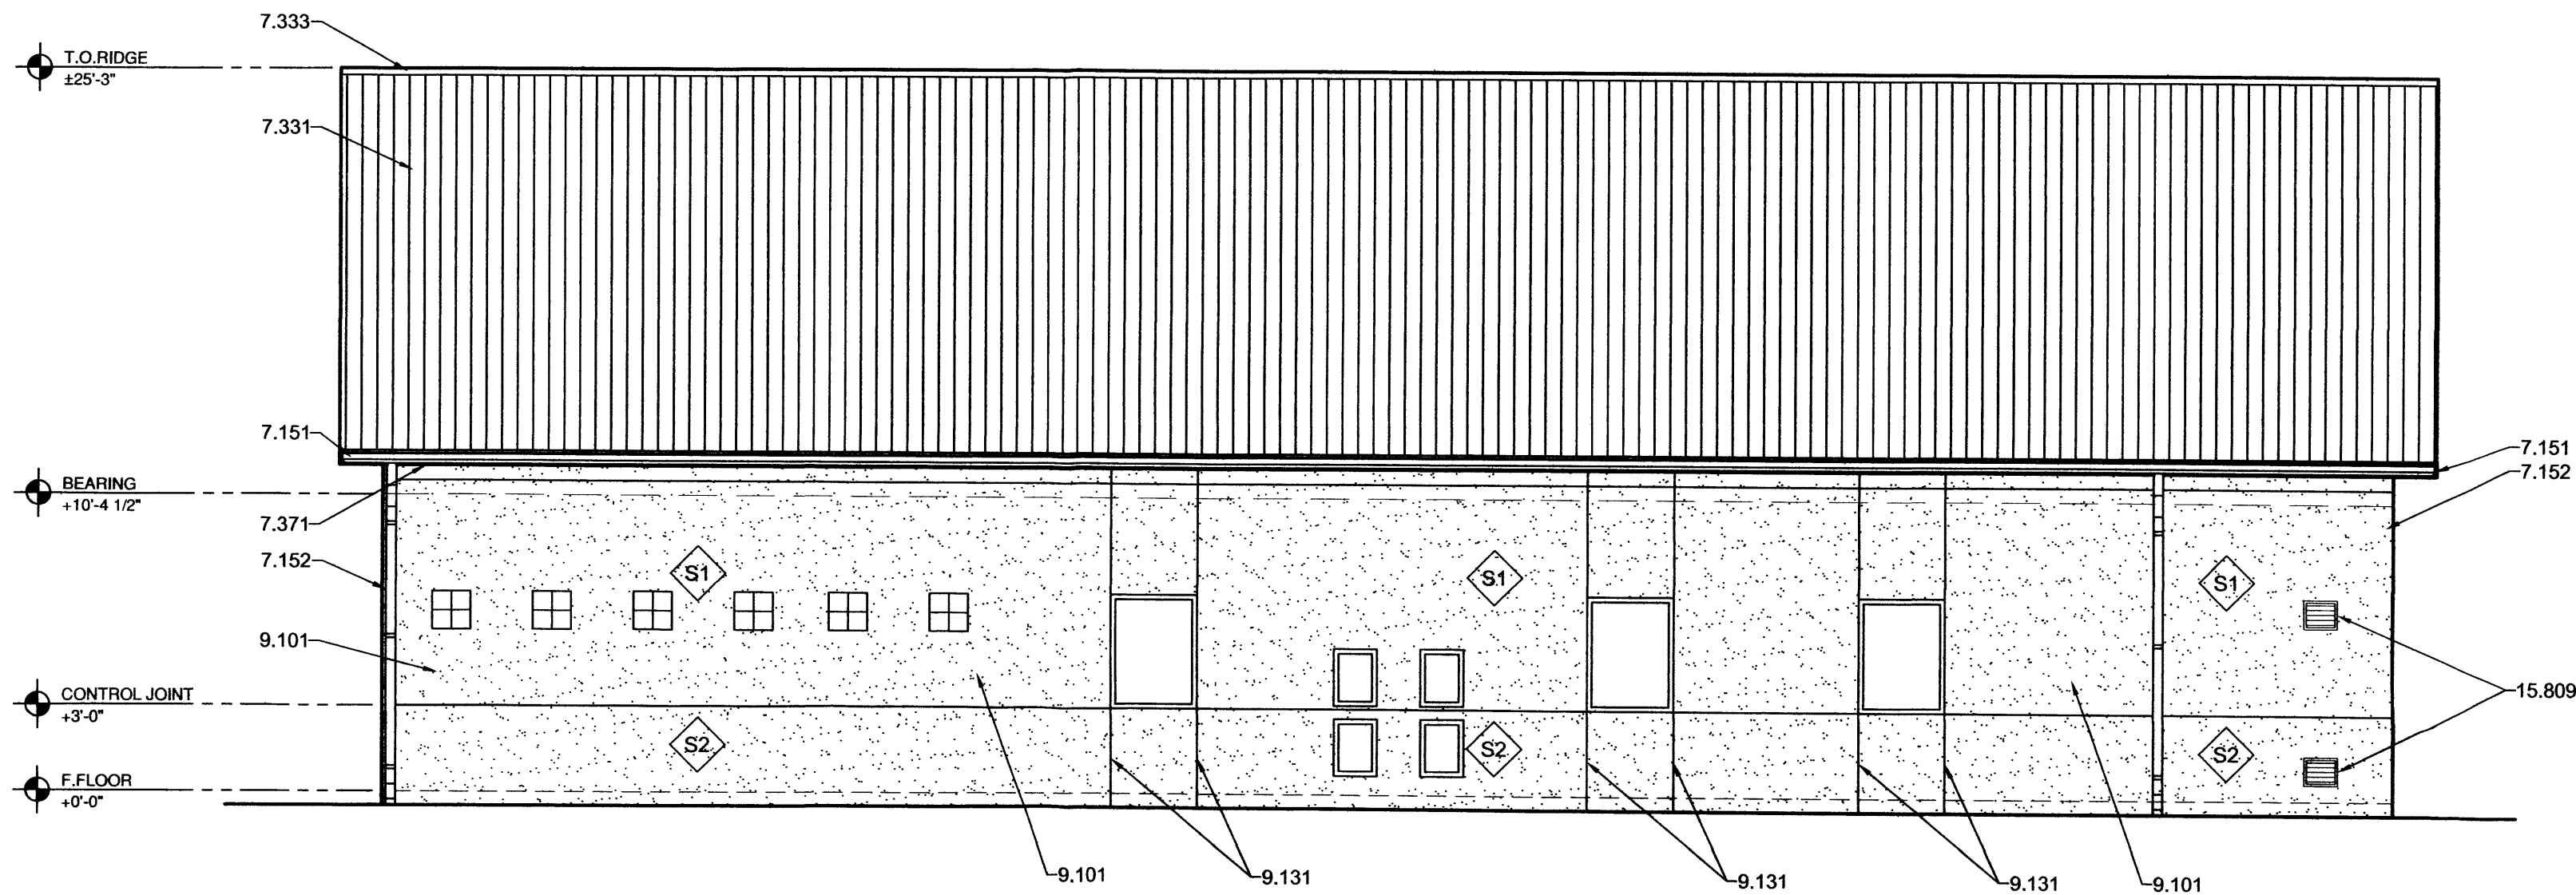 7.333
T.O.RIDGE
±25'-3"
7.331
7.151
7.151
7.152
BEARING
+10'-4 1/2"
7.371
7.152
S1
S1
S1
9.101
CONTROL JOINT
+3'-0"
15.809
S2
S2
S2
F.FLOOR
+0'-0"
9.101
9.131
9.131
9.131
9.101